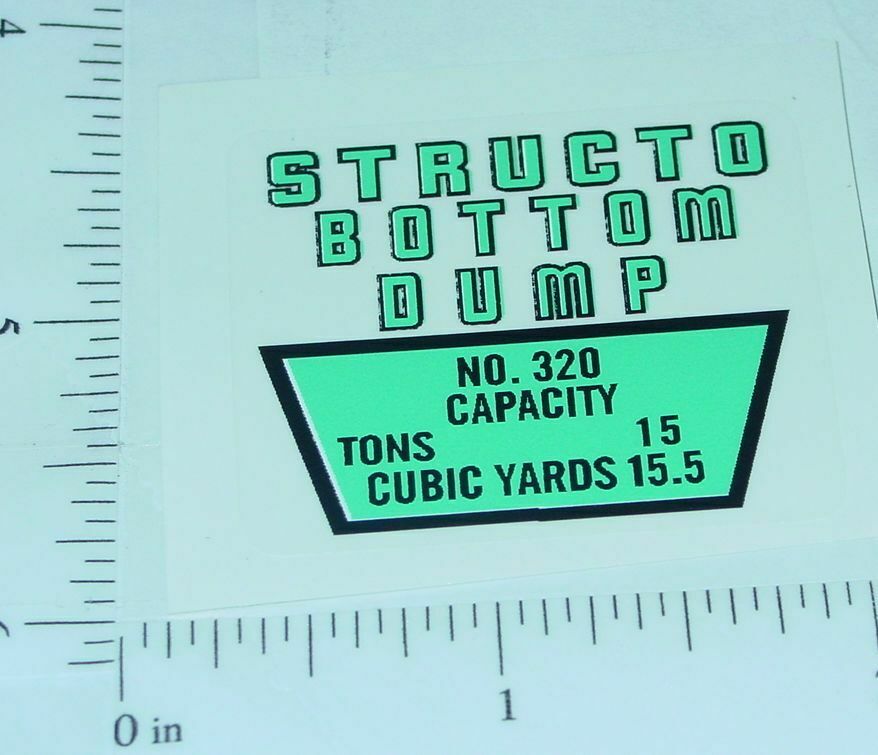 STRUCTO
BOTTOM
DUMP
NO. 320
CAPACITY
TONS 15
CUBIC YARDS 15.5
4
5
0 in
1